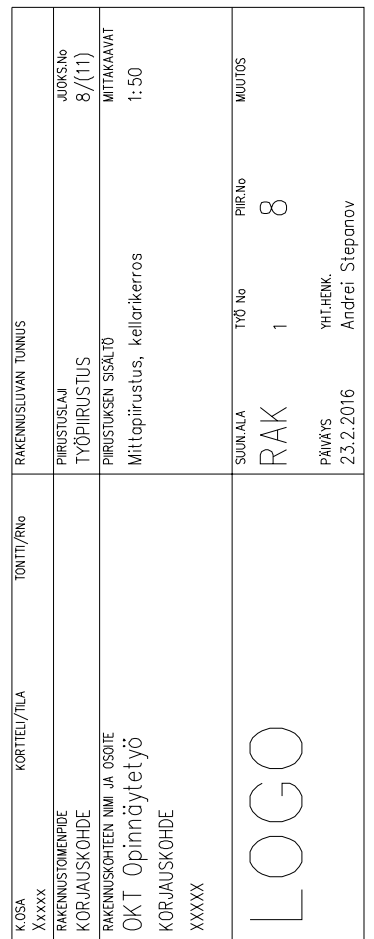 K.OSA KORTTELI/TILA TONTTI/RNo RAKENNUSLUVAN TUNNUS
Xxxxx
RAKENNUSTOIMENPIDE PIIRUSTUSLAJI JUOKS.No
KORJAUSKOHDE TYÖPIIRUSTUS 8/(11)
RAKENNUSKOHTEEN NIMI JA OSOITE PIIRUSTUKSEN SISÄLTÖ MITTAKAAVAT
OKT Opinnäytetyö Mittapiirustus, kellarikerros 1:50
KORJAUSKOHDE
XXXXX
SUUN.ALA TYÖ No PIIR.No MUUTOS
LOGO RAK 1 8
PÄIVÄYS YHT.HENK.
23.2.2016 Andrei Stepanov